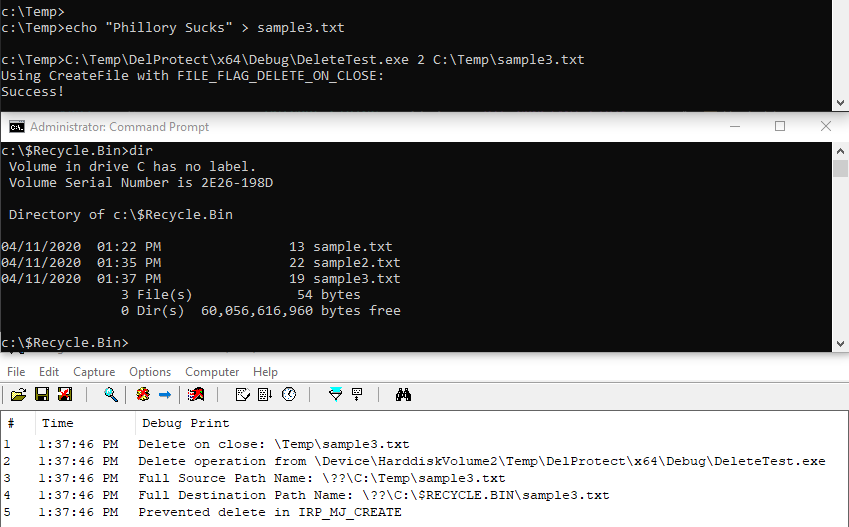 c:\Temp>
c:\Temp>echo "Phillory Sucks" > sample3.txt
c:\Temp>C:\Temp\DelProtect\x64\Debug\DeleteTest.exe 2 C:\Temp\sample3.txt
Using CreateFile with FILE_FLAG_DELETE_ON_CLOSE:
Success!
Administrator: Command Prompt
c:\$Recycle.Bin>dir
Volume in drive C has no label.
Volume Serial Number is 2E26-198D
Directory of c:\$Recycle.Bin
04/11/2020  01:22 PM                13 sample.txt
04/11/2020  01:35 PM                22 sample2.txt
04/11/2020  01:37 PM                19 sample3.txt
3 File(s)             54 bytes
0 Dir(s)  60,056,616,960 bytes free
c:\$Recycle.Bin>
File Edit Capture Options Computer Help
# Time Debug Print
1 1:37:46 PM Delete on close: \Temp\sample3.txt
2 1:37:46 PM Delete operation from \Device\HarddiskVolume2\Temp\DelProtect\x64\Debug\DeleteTest.exe
3 1:37:46 PM Full Source Path Name: \??\C:\Temp\sample3.txt
4 1:37:46 PM Full Destination Path Name: \??\C:\$RECYCLE.BIN\sample3.txt
5 1:37:46 PM Prevented delete in IRP_MJ_CREATE